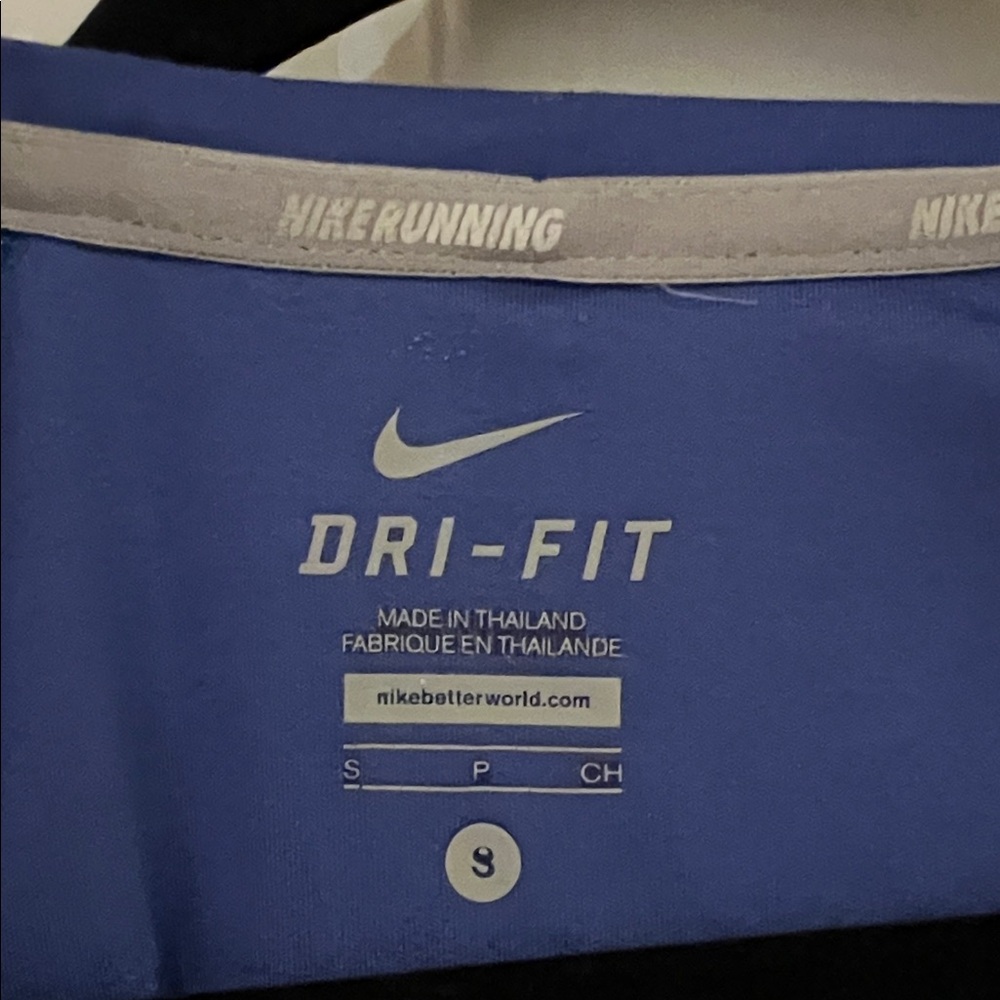 NIKERUNNING NIKE
DRI-FIT
MADE IN THAILAND
FABRIQUE EN THAILANDE
nikebetterworld.com
S P CH
S